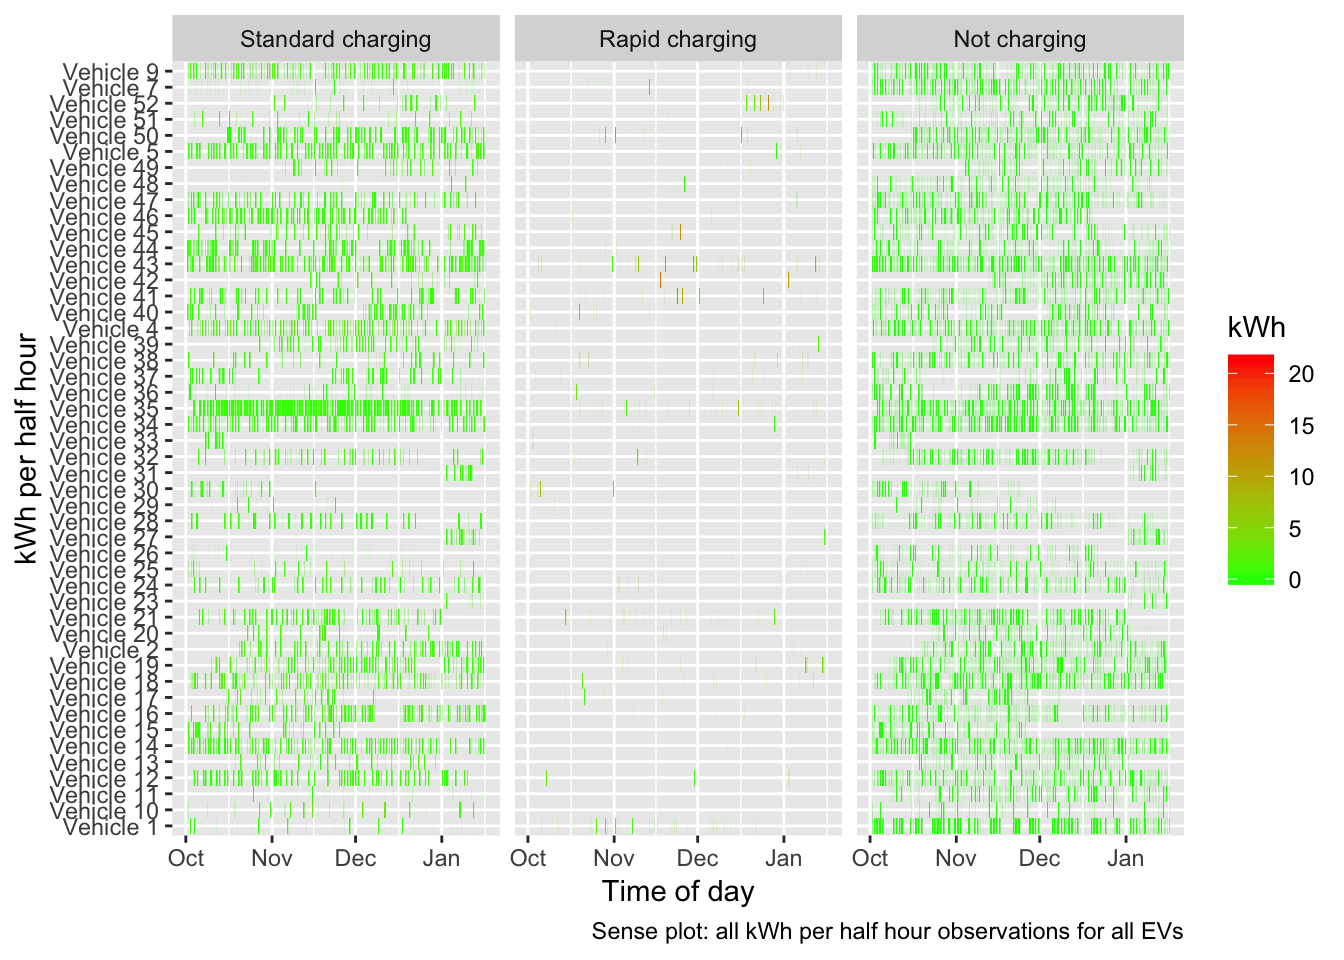 Standard charging
Rapid charging
Not charging
Vehicle 9
Vehicle 7
Vehicle 52
Vehicle 51
Vehicle 50
Vehicle 5
Vehicle 49
Vehicle 48
Vehicle 47
Vehicle 46
Vehicle 45
Vehicle 44
Vehicle 43
Vehicle 42
Vehicle 41
Vehicle 40
Vehicle 4
Vehicle 39
Vehicle 38
Vehicle 37
Vehicle 36
Vehicle 35
Vehicle 34
Vehicle 33
Vehicle 32
Vehicle 31
Vehicle 30
Vehicle 29
Vehicle 28
Vehicle 27
Vehicle 26
Vehicle 25
Vehicle 24
Vehicle 23
Vehicle 21
Vehicle 20
Vehicle 2
Vehicle 19
Vehicle 18
Vehicle 17
Vehicle 16
Vehicle 15
Vehicle 14
Vehicle 13
Vehicle 12
Vehicle 11
Vehicle 10
Vehicle 1
kWh per half hour
Oct Nov Dec Jan
Oct Nov Dec Jan
Oct Nov Dec Jan
Time of day
Sense plot: all kWh per half hour observations for all EVs
kWh
20
15
10
5
0